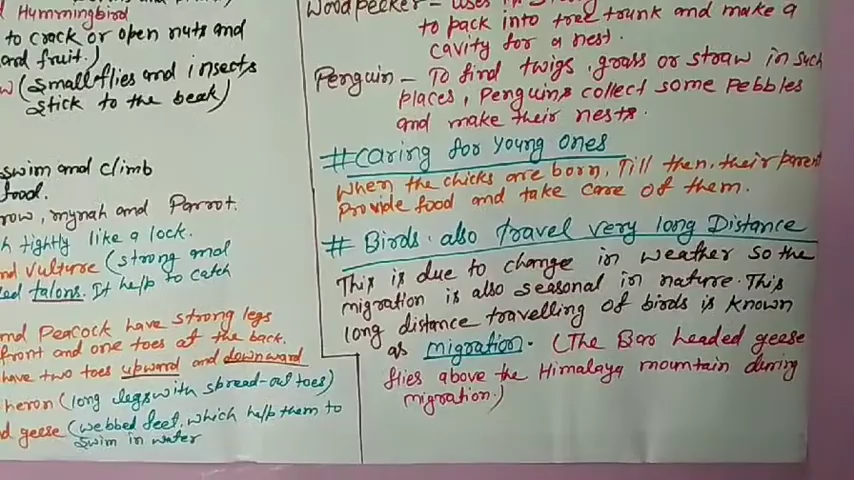 Hummingbird
to crack or open nuts and
and fruit.)
(Small flies and insects
stick to the beak)
swim and climb
food.
row, mynah and Parrot.
h tightly like a lock.
nd vulture (strong and
ed talons. It help to catch
nd Peacock have strong legs
front and one toes at the back.
have two toes upward and downward
heron (long legs with spread-out toes)
d geese (webbed feet, which help them to
swim in water
Woodpecker - Uses
to pack into tree trunk and make a
cavity for a nest.
Penguin - To find twigs, grass or straw in such
places, Penguins collect some Pebbles
and make their nests.
# Caring for Young ones
When the chicks are born, Till then, their parent
Provide food and take care of them.
# Birds also travel very long Distance
This is due to change in weather so the
migration is also seasonal in nature. This
long distance travelling of birds is known
as migration. (The Bar headed geese
flies above the Himalaya mountain during
migration.)